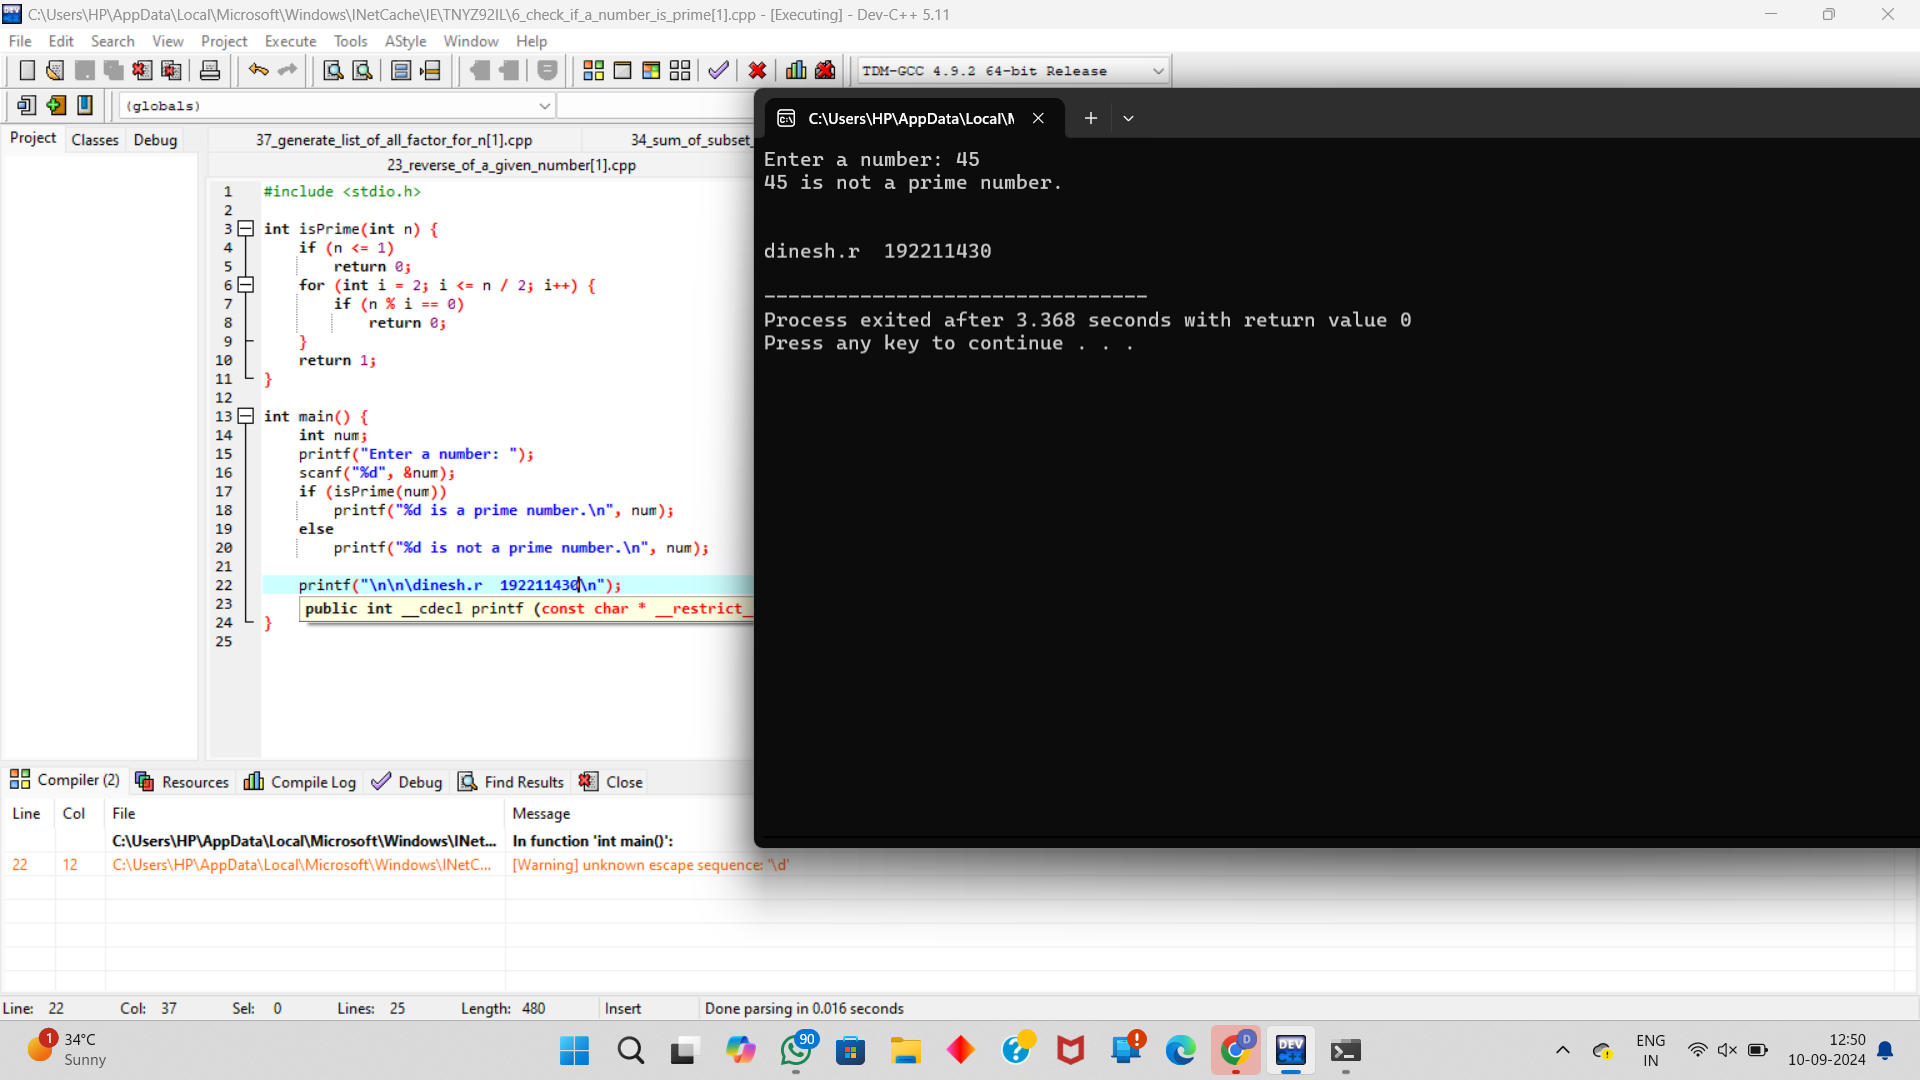 C:\Users\HP\AppData\Local\Microsoft\Windows\INetCache\IE\TNYZ92IL\6_check_if_a_number_is_prime[1].cpp - [Executing] - Dev-C++ 5.11
File Edit Search View Project Execute Tools AStyle Window Help
TDM-GCC 4.9.2 64-bit Release
(globals)
Project Classes Debug
37_generate_list_of_all_factor_for_n[1].cpp 34_sum_of_subset_
23_reverse_of_a_given_number[1].cpp
1 #include <stdio.h>
2
3 int isPrime(int n) {
4 if (n <= 1)
5 return 0;
6 for (int i = 2; i <= n / 2; i++) {
7 if (n % i == 0)
8 return 0;
9 }
10 return 1;
11 }
12
13 int main() {
14 int num;
15 printf("Enter a number: ");
16 scanf("%d", &num);
17 if (isPrime(num))
18 printf("%d is a prime number.\n", num);
19 else
20 printf("%d is not a prime number.\n", num);
21
22 printf("\n\n\dinesh.r  192211430\n");
23 public int __cdecl printf (const char * __restrict_
24 }
25
C:\Users\HP\AppData\Local\
Enter a number: 45
45 is not a prime number.
dinesh.r  192211430
--------------------------------
Process exited after 3.368 seconds with return value 0
Press any key to continue . . .
Compiler (2) Resources Compile Log Debug Find Results Close
Line Col File Message
C:\Users\HP\AppData\Local\Microsoft\Windows\INet... In function 'int main()':
22 12 C:\Users\HP\AppData\Local\Microsoft\Windows\INetC... [Warning] unknown escape sequence: '\d'
Line: 22 Col: 37 Sel: 0 Lines: 25 Length: 480 Insert Done parsing in 0.016 seconds
1
34°C
Sunny
90
D
DEV
C++
ENG
IN
12:50
10-09-2024